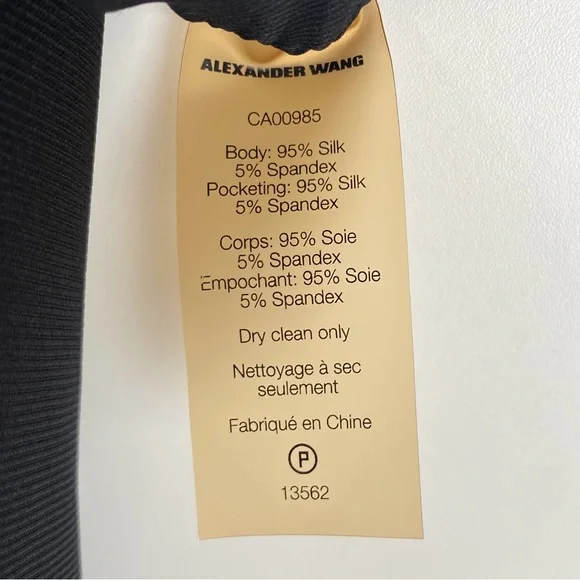 ALEXANDER WANG
CA00985
Body: 95% Silk
5% Spandex
Pocketing: 95% Silk
5% Spandex
Corps: 95% Soie
5% Spandex
Empochant: 95% Soie
5% Spandex
Dry clean only
Nettoyage à sec
seulement
Fabriqué en Chine
P
13562